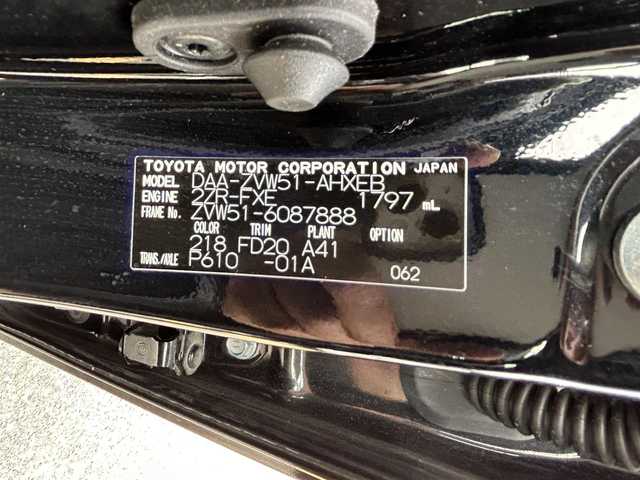 TOYOTA MOTOR CORPORATION JAPAN
MODEL DAA-ZVW51-AHXEB
ENGINE 2ZR-FXE 1797 mL
FRAME No. ZVW51-6087888
COLOR TRIM PLANT OPTION
218 FD20 A41
TRANS./AXLE P610 -01A
062